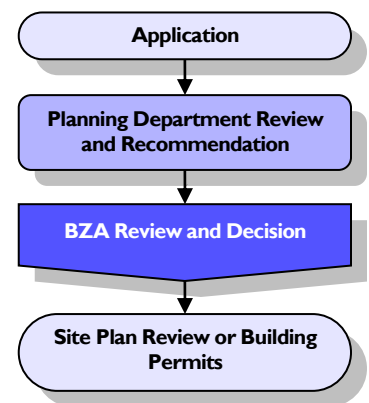 Application
Planning Department Review
and Recommendation
BZA Review and Decision
Site Plan Review or Building
Permits